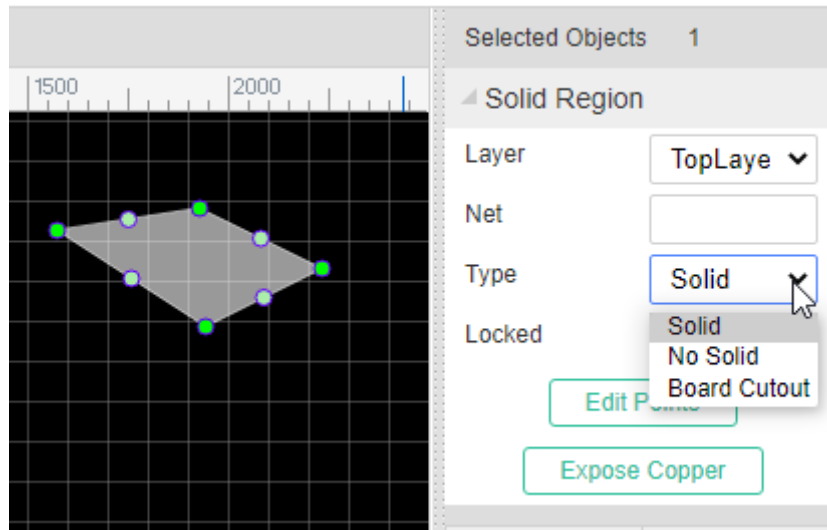 Selected Objects 1
1500 2000
Solid Region
Layer TopLaye
Net
Type Solid
Locked
Solid
No Solid
Board Cutout
Edit
Expose Copper